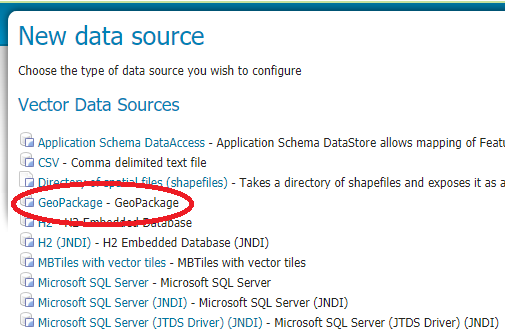 New data source
Choose the type of data source you wish to configure
Vector Data Sources
Application Schema DataAccess - Application Schema DataStore allows mapping of Feat
CSV - Comma delimited text file
Directory of spatial files (shapefiles) - Takes a directory of shapefiles and exposes it as a
GeoPackage - GeoPackage
H2 - H2 Embedded Database
H2 (JNDI) - H2 Embedded Database (JNDI)
MBTiles with vector tiles - MBTiles with vector tiles
Microsoft SQL Server - Microsoft SQL Server
Microsoft SQL Server (JNDI) - Microsoft SQL Server (JNDI)
Microsoft SQL Server (JTDS Driver) (JNDI) - Microsoft SQL Server (JTDS Driver) (JNDI)